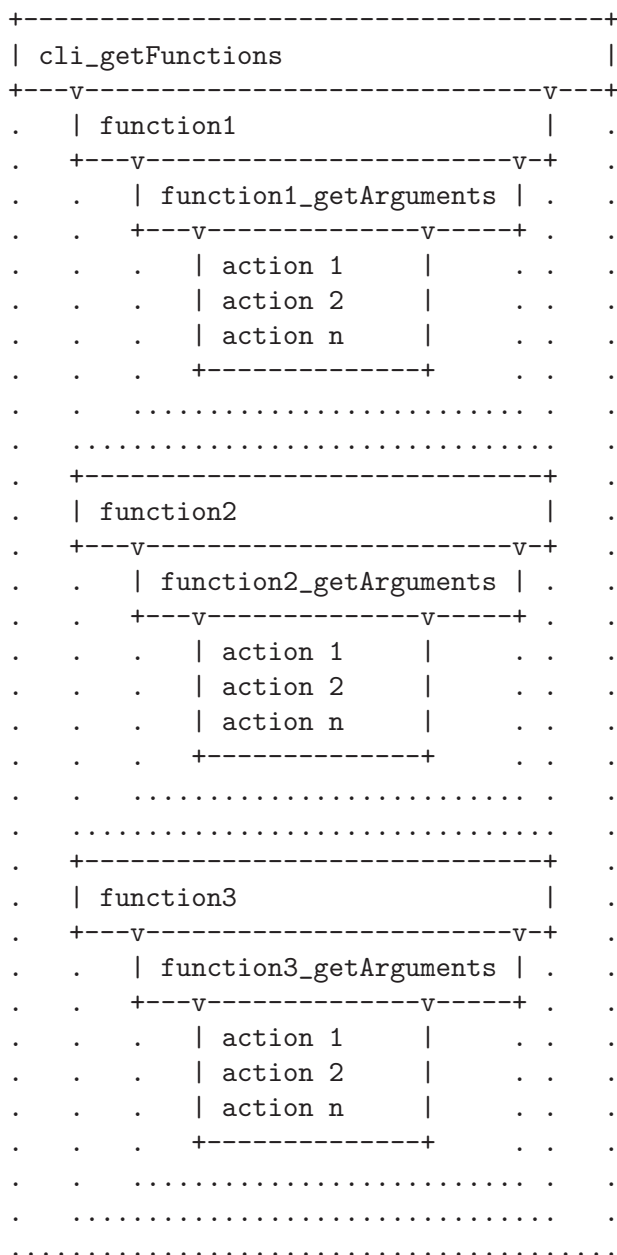 +--------------------------------------+
| cli_getFunctions                     |
+---v------------------------------v---+
.   | function1                    |   .
.   +---v------------------------v-+   .
.   .   | function1_getArguments | .   .
.   .   +---v--------------v-----+ .   .
.   .   .   | action 1     |     . .   .
.   .   .   | action 2     |     . .   .
.   .   .   | action n     |     . .   .
.   .   .   +--------------+     . .   .
.   .   .......................... .   .
.   ................................   .
.   +------------------------------+   .
.   | function2                    |   .
.   +---v------------------------v-+   .
.   .   | function2_getArguments | .   .
.   .   +---v--------------v-----+ .   .
.   .   .   | action 1     |     . .   .
.   .   .   | action 2     |     . .   .
.   .   .   | action n     |     . .   .
.   .   .   +--------------+     . .   .
.   .   .......................... .   .
.   ................................   .
.   +------------------------------+   .
.   | function3                    |   .
.   +---v------------------------v-+   .
.   .   | function3_getArguments | .   .
.   .   +---v--------------v-----+ .   .
.   .   .   | action 1     |     . .   .
.   .   .   | action 2     |     . .   .
.   .   .   | action n     |     . .   .
.   .   .   +--------------+     . .   .
.   .   .......................... .   .
.   ................................   .
........................................